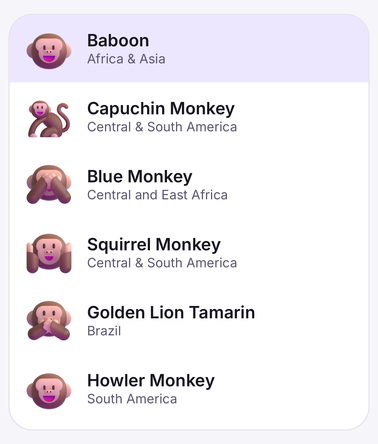 Baboon
Africa & Asia
Capuchin Monkey
Central & South America
Blue Monkey
Central and East Africa
Squirrel Monkey
Central & South America
Golden Lion Tamarin
Brazil
Howler Monkey
South America